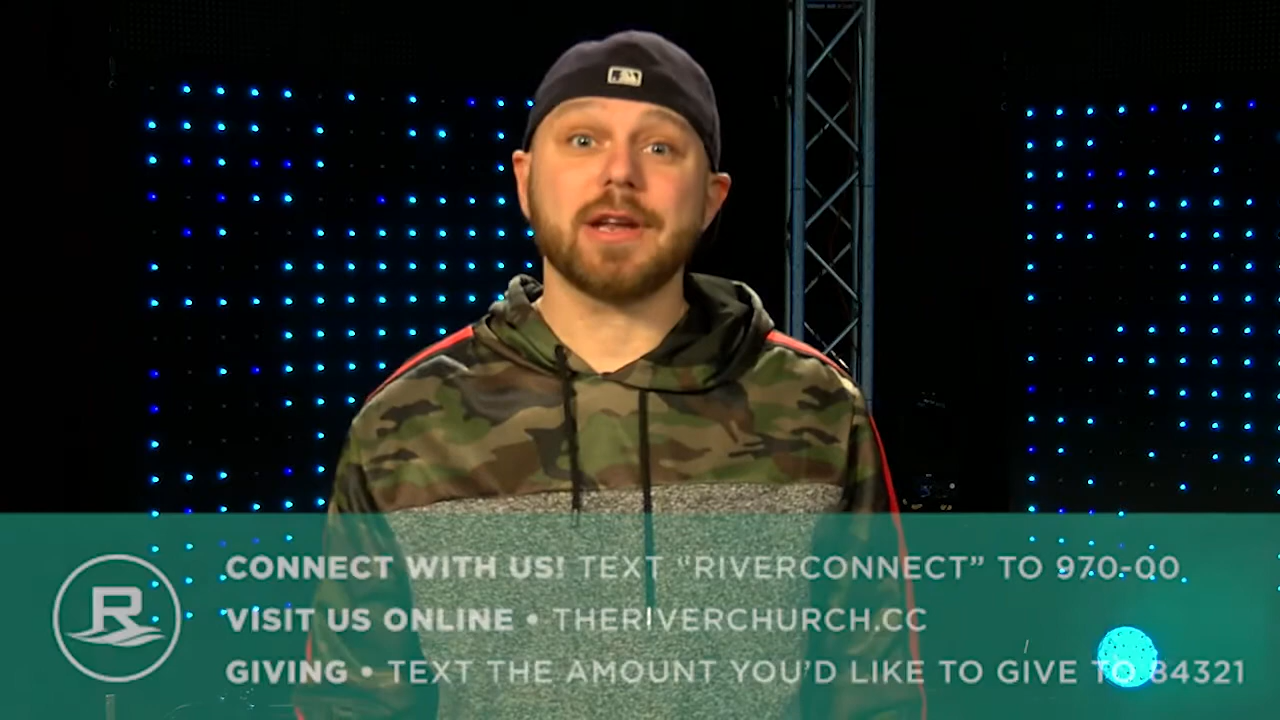 CONNECT WITH US! TEXT “RIVERCONNECT” TO 970-00
VISIT US ONLINE • THERIVERCHURCH.CC
R
GIVING • TEXT THE AMOUNT YOU’D LIKE TO GIVE TO 84321